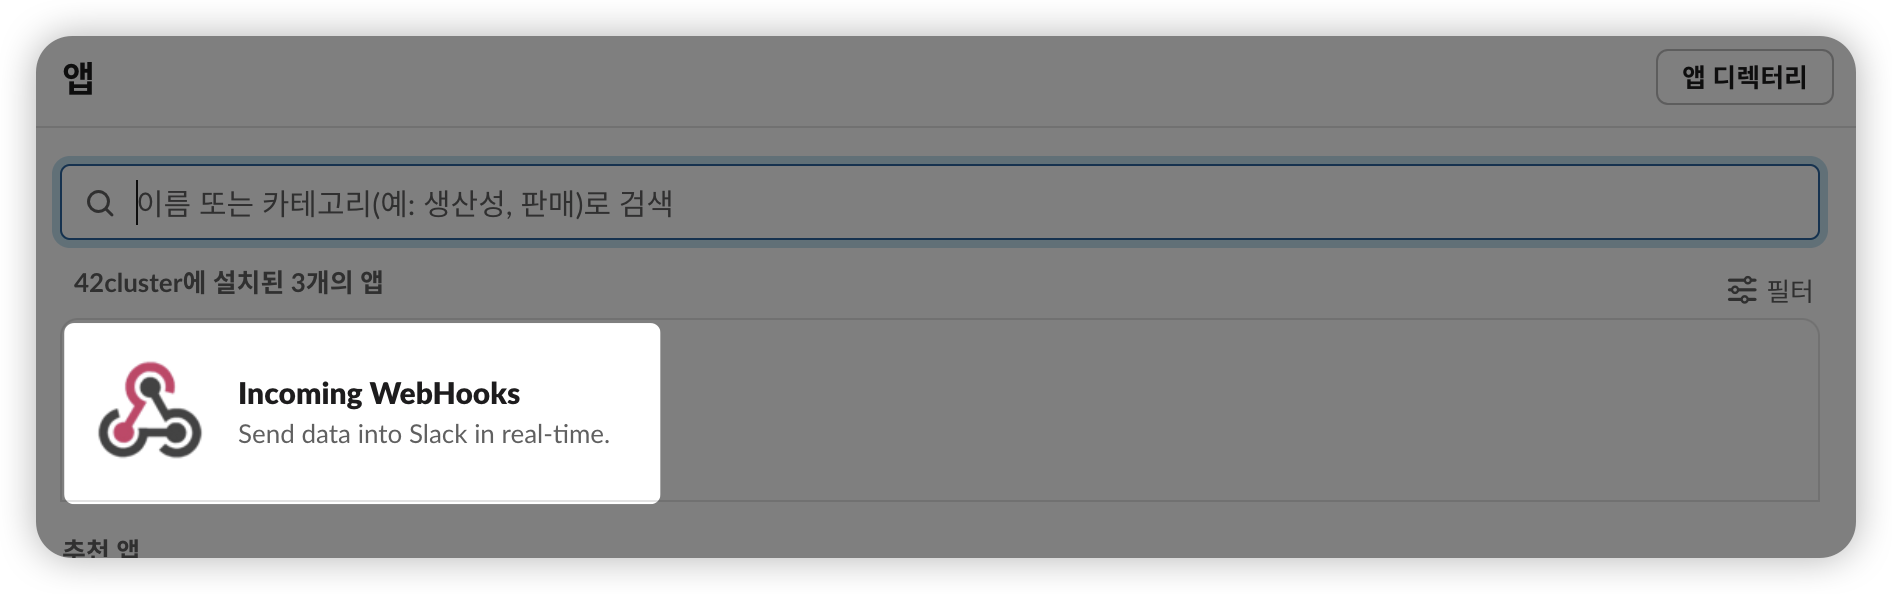 앱
앱 디렉터리
이름 또는 카테고리(예: 생산성, 판매)로 검색
42cluster에 설치된 3개의 앱
필터
Incoming WebHooks
Send data into Slack in real-time.
추천 앱